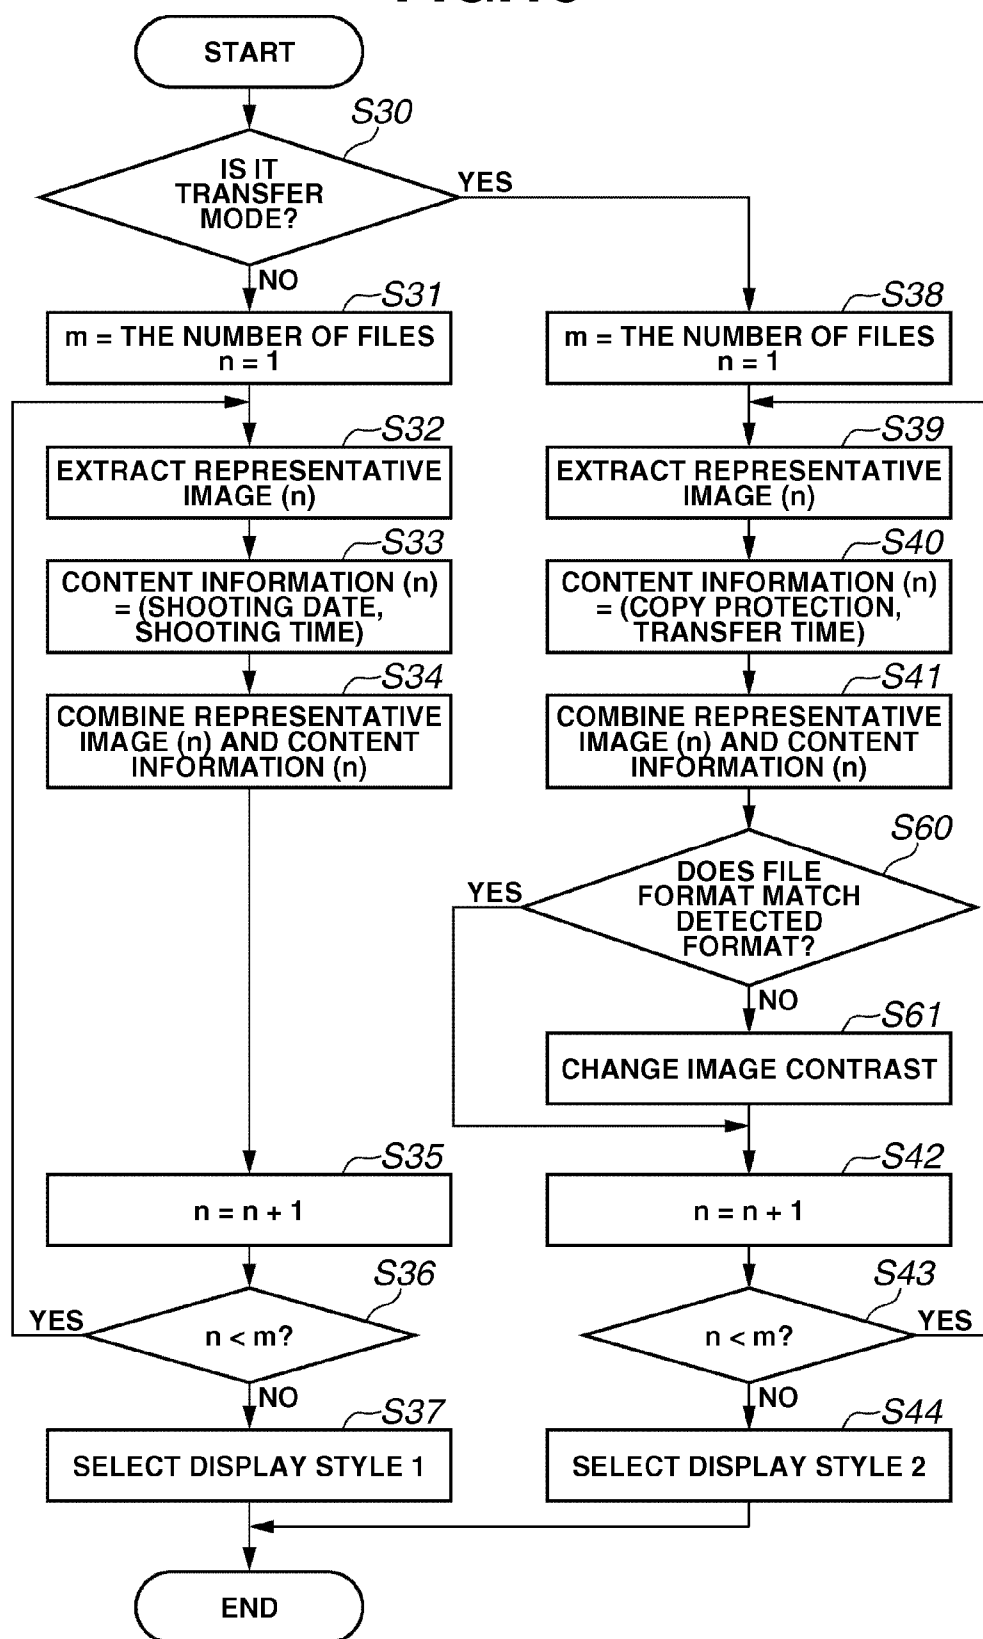 START
S30
IS IT
TRANSFER
MODE?
YES
NO
S31
m = THE NUMBER OF FILES
n = 1
S32
EXTRACT REPRESENTATIVE
IMAGE (n)
S33
CONTENT INFORMATION (n)
= (SHOOTING DATE,
SHOOTING TIME)
S34
COMBINE REPRESENTATIVE
IMAGE (n) AND CONTENT
INFORMATION (n)
S35
n = n + 1
S36
n < m?
YES
NO
S37
SELECT DISPLAY STYLE 1
S38
m = THE NUMBER OF FILES
n = 1
S39
EXTRACT REPRESENTATIVE
IMAGE (n)
S40
CONTENT INFORMATION (n)
= (COPY PROTECTION,
TRANSFER TIME)
S41
COMBINE REPRESENTATIVE
IMAGE (n) AND CONTENT
INFORMATION (n)
S60
DOES FILE
FORMAT MATCH
DETECTED
FORMAT?
YES
NO
S61
CHANGE IMAGE CONTRAST
S42
n = n + 1
S43
n < m?
YES
NO
S44
SELECT DISPLAY STYLE 2
END